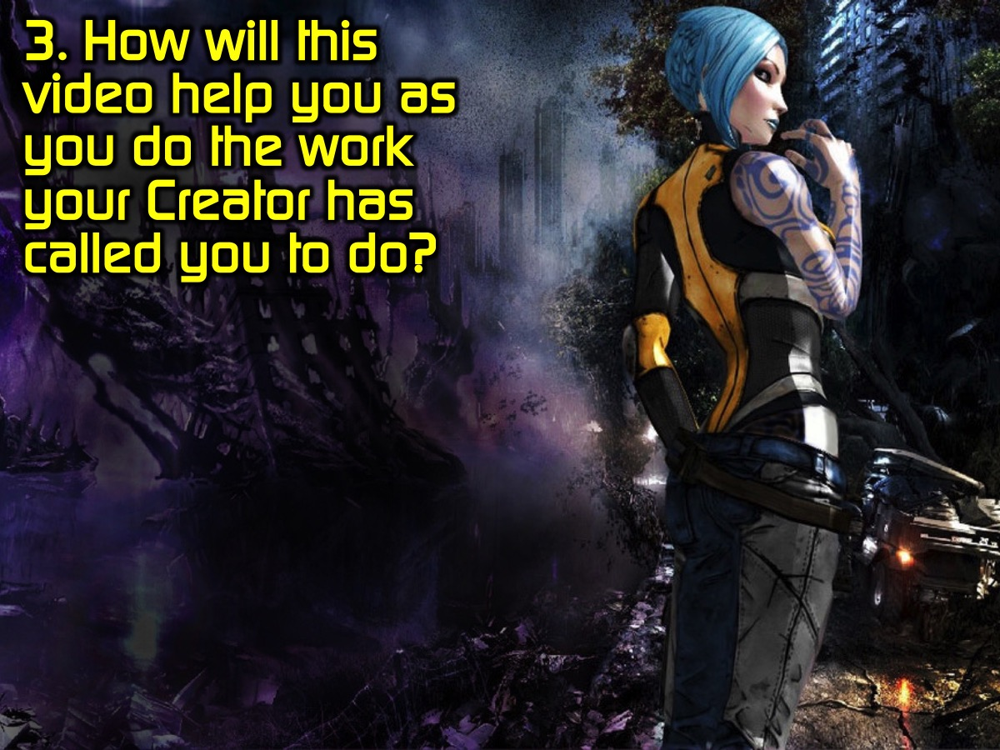 3. How will this
video help you as
you do the work
your Creator has
called you to do?